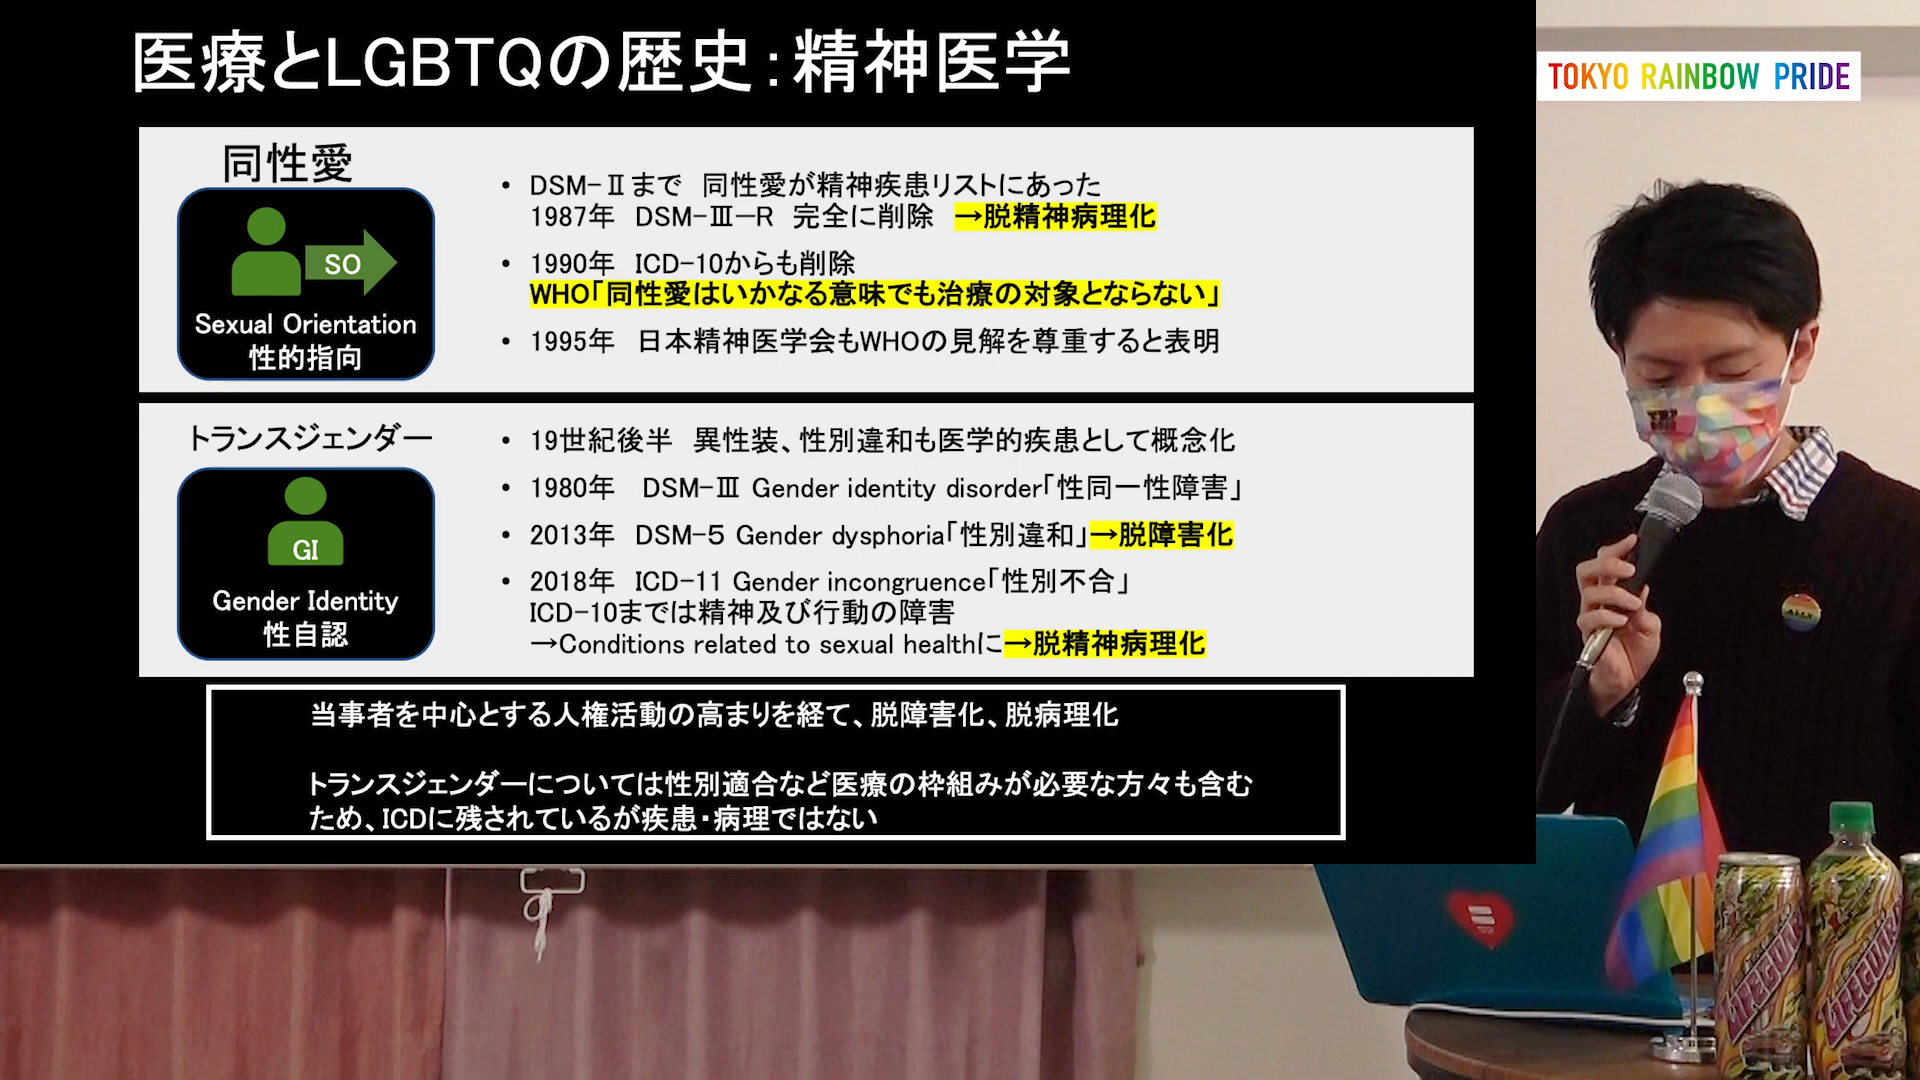 医療とLGBTQの歴史：精神医学
TOKYO RAINBOW PRIDE
同性愛
SO
Sexual Orientation
性的指向
• DSM-Ⅱまで 同性愛が精神疾患リストにあった
1987年 DSM-Ⅲ－R 完全に削除 →脱精神病理化
• 1990年 ICD-10からも削除
WHO「同性愛はいかなる意味でも治療の対象とならない」
• 1995年 日本精神医学会もWHOの見解を尊重すると表明
トランスジェンダー
GI
Gender Identity
性自認
• 19世紀後半 異性装、性別違和も医学的疾患として概念化
• 1980年 DSM-Ⅲ Gender identity disorder「性同一性障害」
• 2013年 DSM-5 Gender dysphoria「性別違和」→脱障害化
• 2018年 ICD-11 Gender incongruence「性別不合」
ICD-10までは精神及び行動の障害
→Conditions related to sexual healthに→脱精神病理化
当事者を中心とする人権活動の高まりを経て、脱障害化、脱病理化
トランスジェンダーについては性別適合など医療の枠組みが必要な方々も含む
ため、ICDに残されているが疾患・病理ではない
ALLY
LIFEGUARD
LIFEGUARD